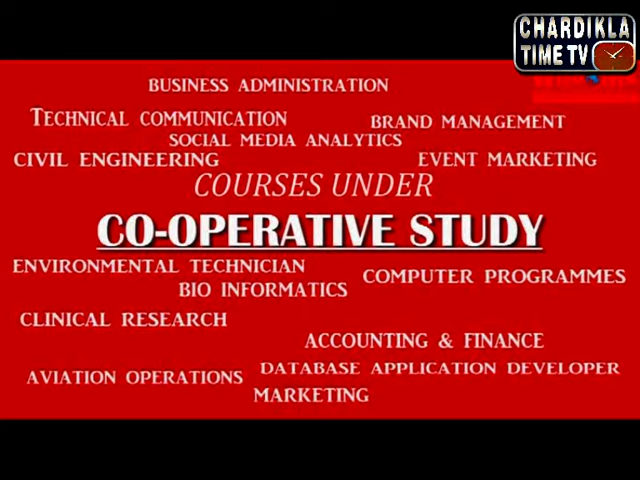 CHARDIKLA
TIME TV
BUSINESS ADMINISTRATION
TECHNICAL COMMUNICATION
BRAND MANAGEMENT
SOCIAL MEDIA ANALYTICS
CIVIL ENGINEERING
EVENT MARKETING
COURSES UNDER
CO-OPERATIVE STUDY
ENVIRONMENTAL TECHNICIAN
COMPUTER PROGRAMMES
BIO INFORMATICS
CLINICAL RESEARCH
ACCOUNTING & FINANCE
DATABASE APPLICATION DEVELOPER
AVIATION OPERATIONS
MARKETING